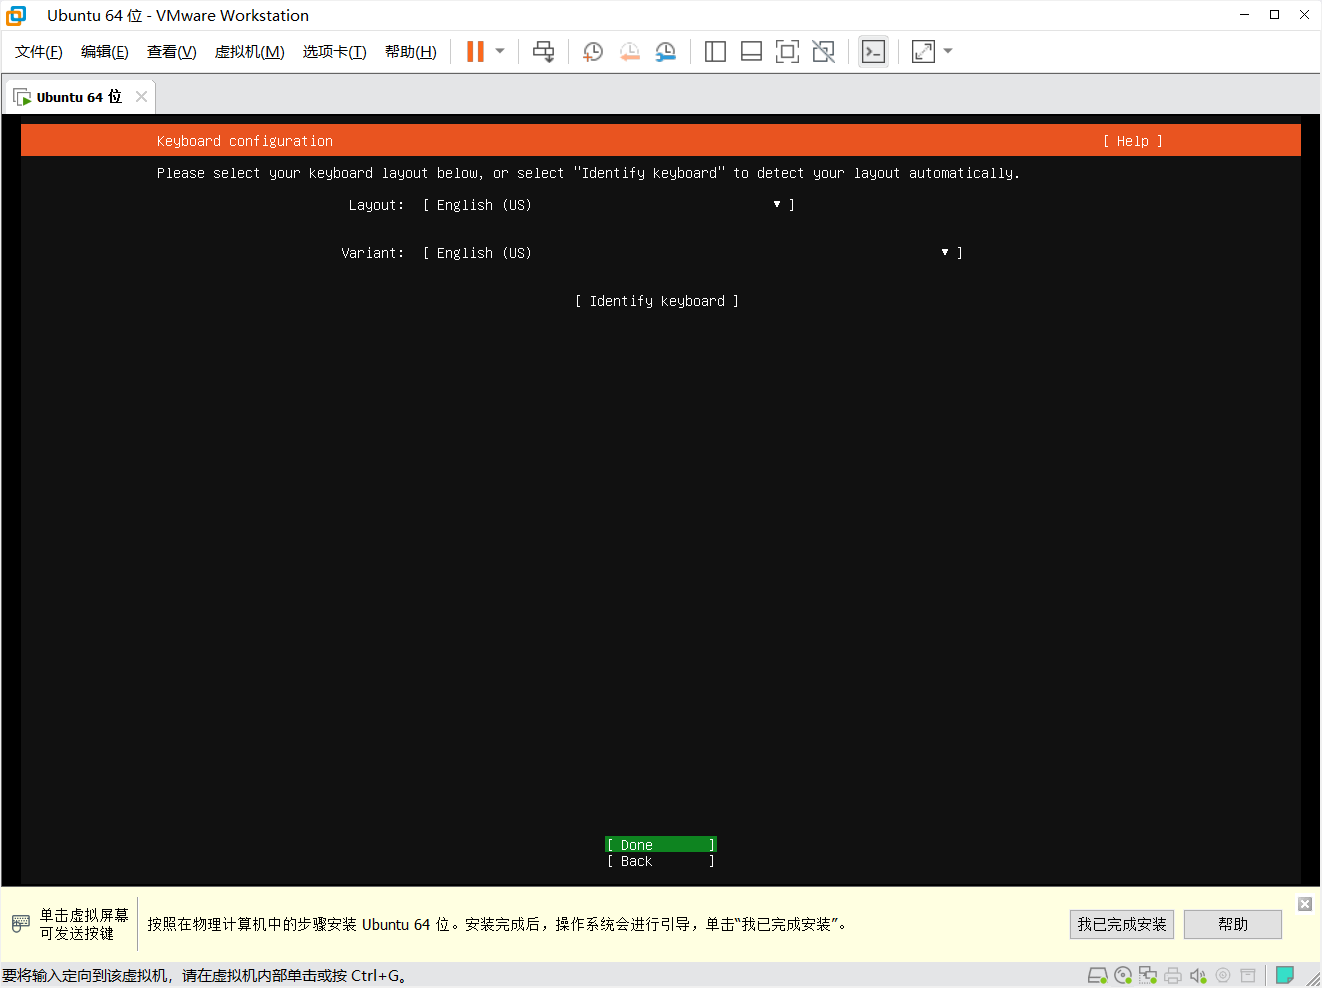 Ubuntu 64 位 - VMware Workstation
文件(F) 编辑(E) 查看(V) 虚拟机(M) 选项卡(T) 帮助(H)
Ubuntu 64 位
Keyboard configuration [ Help ]
Please select your keyboard layout below, or select "Identify keyboard" to detect your layout automatically.
Layout: [ English (US) ▾ ]
Variant: [ English (US) ▾ ]
[ Identify keyboard ]
[ Done ]
[ Back ]
单击虚拟屏幕
可发送按键
按照在物理计算机中的步骤安装 Ubuntu 64 位。安装完成后，操作系统会进行引导，单击“我已完成安装”。
我已完成安装 帮助
要将输入定向到该虚拟机，请在虚拟机内部单击或按 Ctrl+G。